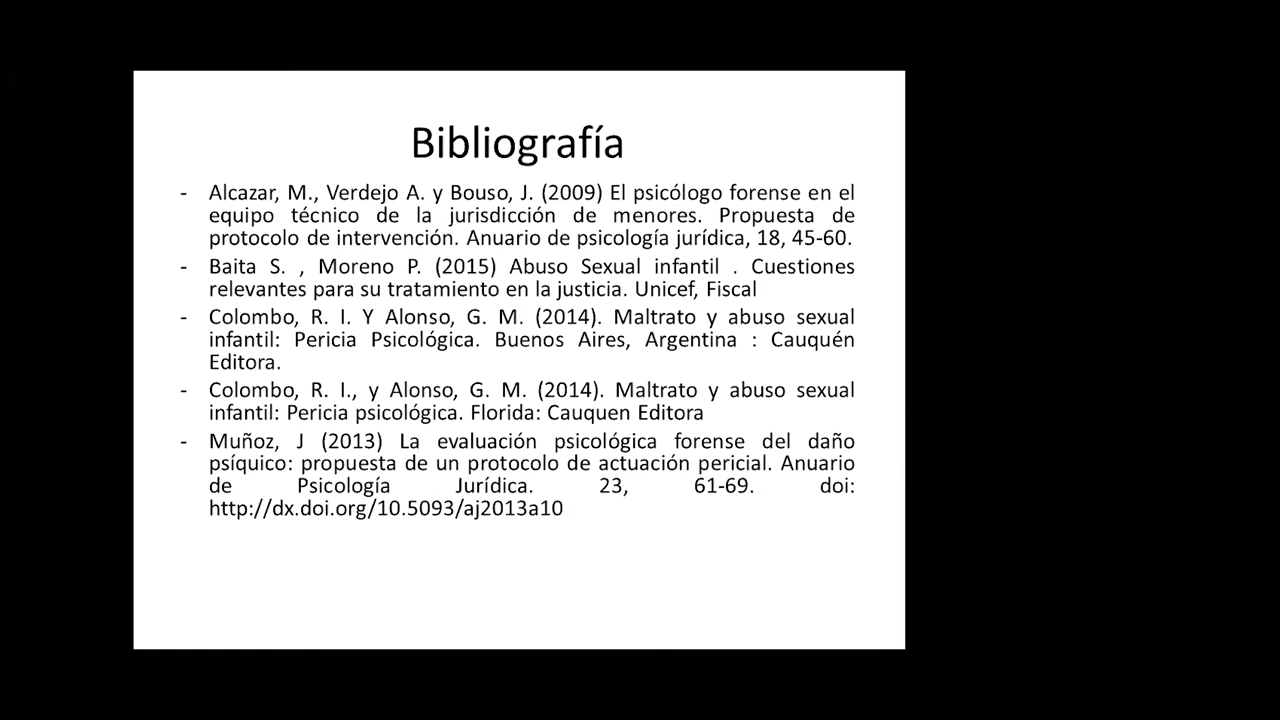 Bibliografía
- Alcazar, M., Verdejo A. y Bouso, J. (2009) El psicólogo forense en el
equipo técnico de la jurisdicción de menores. Propuesta de
protocolo de intervención. Anuario de psicología jurídica, 18, 45-60.
- Baita S. , Moreno P. (2015) Abuso Sexual infantil . Cuestiones
relevantes para su tratamiento en la justicia. Unicef, Fiscal
- Colombo, R. I. Y Alonso, G. M. (2014). Maltrato y abuso sexual
infantil: Pericia Psicológica. Buenos Aires, Argentina : Cauquén
Editora.
- Colombo, R. I., y Alonso, G. M. (2014). Maltrato y abuso sexual
infantil: Pericia psicológica. Florida: Cauquen Editora
- Muñoz, J (2013) La evaluación psicológica forense del daño
psíquico: propuesta de un protocolo de actuación pericial. Anuario
de Psicología Jurídica. 23, 61-69. doi:
http://dx.doi.org/10.5093/aj2013a10